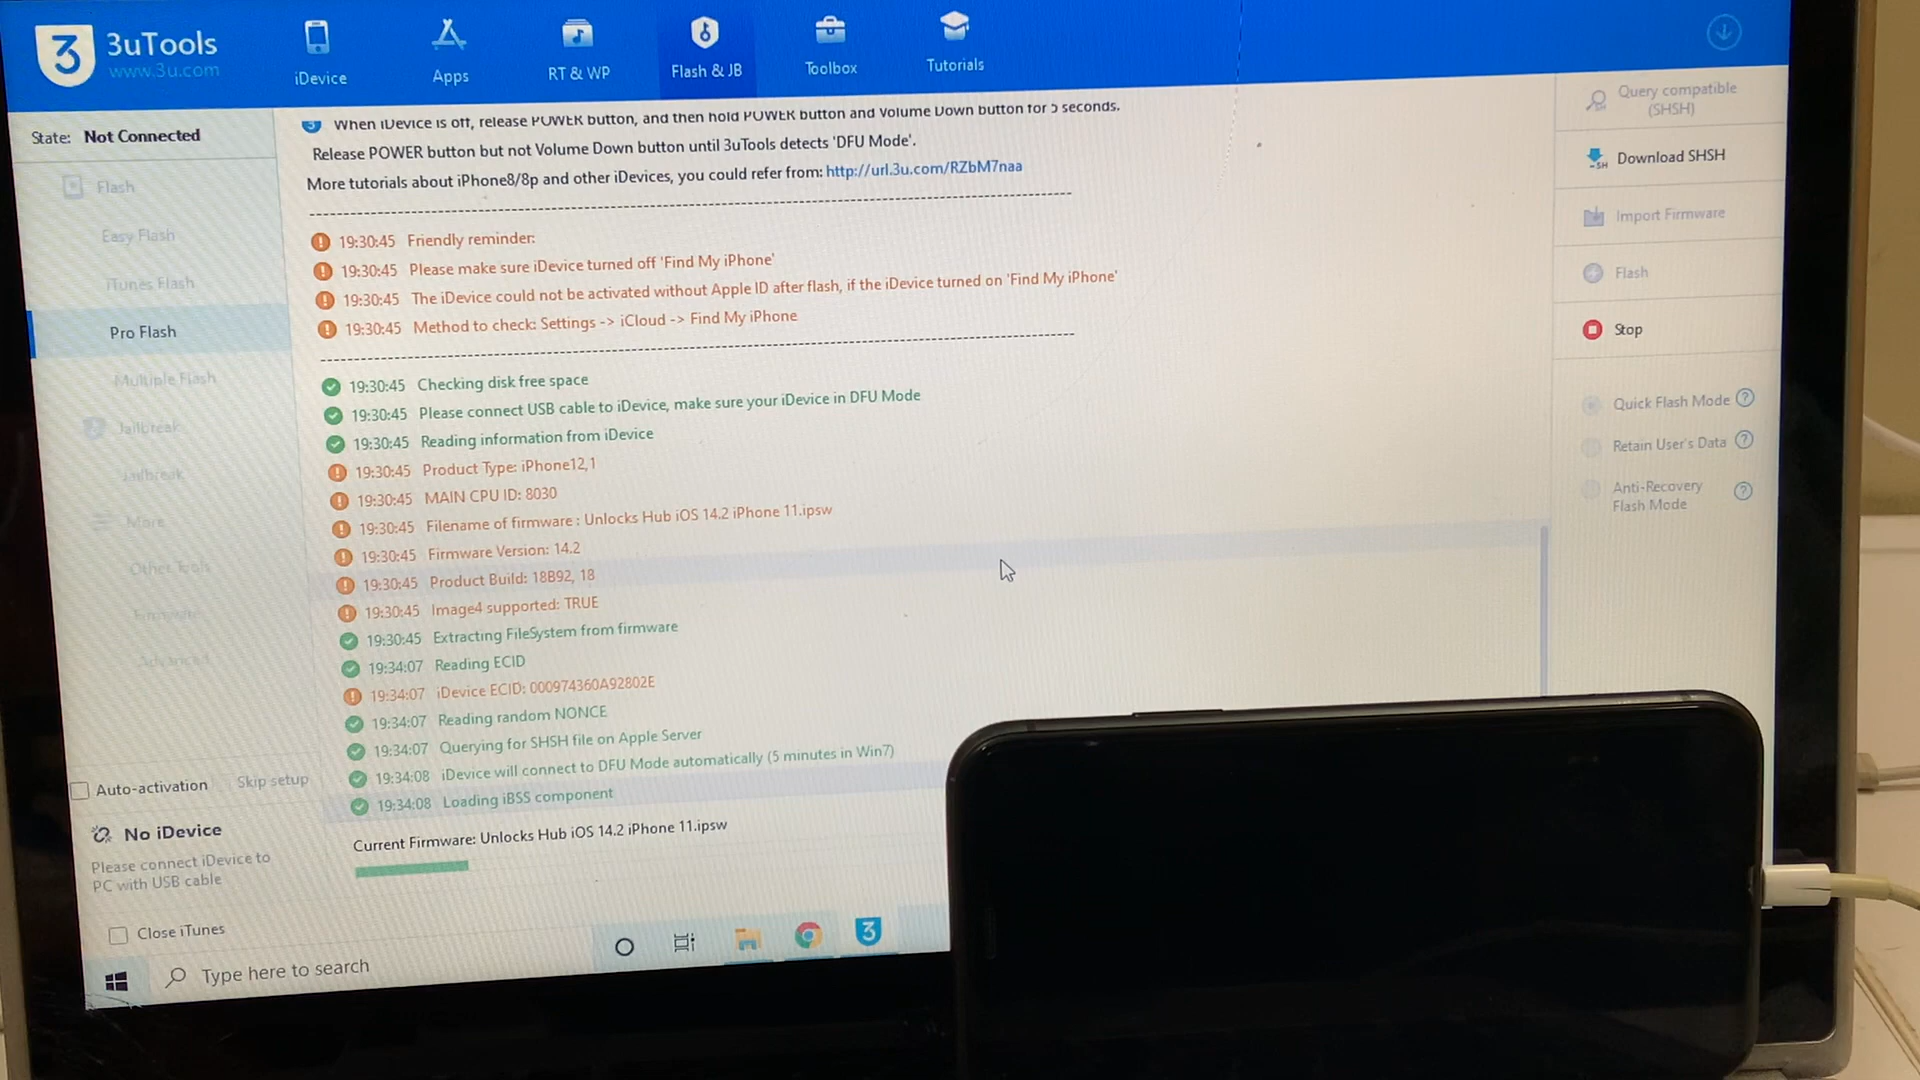 3 3uTools
www.3u.com
iDevice
Apps
RT & WP
Flash & JB
Toolbox
Tutorials
State: Not Connected
Flash
Easy Flash
iTunes Flash
Pro Flash
Multiple Flash
Jailbreak
Jailbreak
More
Other Tools
Firmware
Advanced
Auto-activation Skip setup
No iDevice
Please connect iDevice to
PC with USB cable
Close iTunes
When iDevice is off, release POWER button, and then hold POWER button and Volume Down button for 5 seconds.
Release POWER button but not Volume Down button until 3uTools detects 'DFU Mode'.
More tutorials about iPhone8/8p and other iDevices, you could refer from: http://url.3u.com/RZbM7naa
19:30:45 Friendly reminder:
19:30:45 Please make sure iDevice turned off 'Find My iPhone'
19:30:45 The iDevice could not be activated without Apple ID after flash, if the iDevice turned on 'Find My iPhone'
19:30:45 Method to check: Settings -> iCloud -> Find My iPhone
19:30:45 Checking disk free space
19:30:45 Please connect USB cable to iDevice, make sure your iDevice in DFU Mode
19:30:45 Reading information from iDevice
19:30:45 Product Type: iPhone12,1
19:30:45 MAIN CPU ID: 8030
19:30:45 Filename of firmware : Unlocks Hub iOS 14.2 iPhone 11.ipsw
19:30:45 Firmware Version: 14.2
19:30:45 Product Build: 18B92, 18
19:30:45 Image4 supported: TRUE
19:30:45 Extracting FileSystem from firmware
19:34:07 Reading ECID
19:34:07 iDevice ECID: 000974360A92802E
19:34:07 Reading random NONCE
19:34:07 Querying for SHSH file on Apple Server
19:34:08 iDevice will connect to DFU Mode automatically (5 minutes in Win7)
19:34:08 Loading iBSS component
Current Firmware: Unlocks Hub iOS 14.2 iPhone 11.ipsw
Query compatible
(SHSH)
Download SHSH
Import Firmware
Flash
Stop
Quick Flash Mode ?
Retain User's Data ?
Anti-Recovery
Flash Mode ?
Type here to search
3